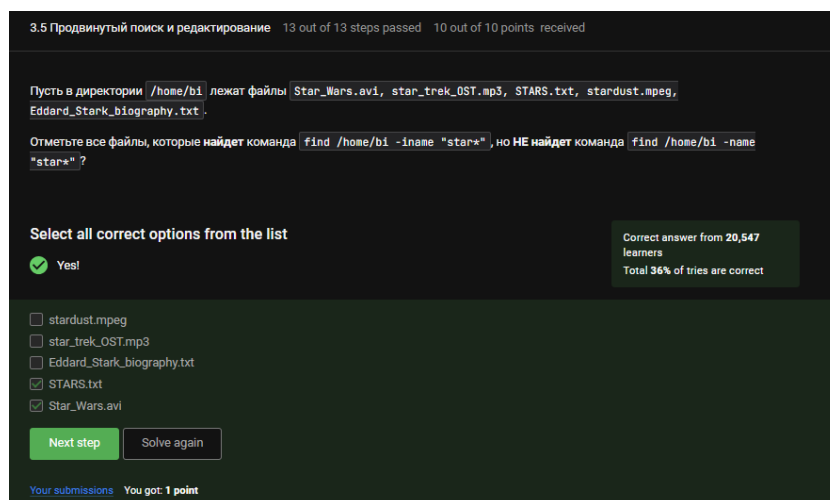 3.5 Продвинутый поиск и редактирование 13 out of 13 steps passed 10 out of 10 points received
Пусть в директории /home/bi лежат файлы Star_Wars.avi, star_trek_OST.mp3, STARS.txt, stardust.mpeg,
Eddard_Stark_biography.txt.
Отметьте все файлы, которые найдет команда find /home/bi -iname "star*", но НЕ найдет команда find /home/bi -name
"star*"?
Select all correct options from the list
Yes!
Correct answer from 20,547
learners
Total 36% of tries are correct
stardust.mpeg
star_trek_OST.mp3
Eddard_Stark_biography.txt
STARS.txt
Star_Wars.avi
Next step Solve again
Your submissions You got: 1 point